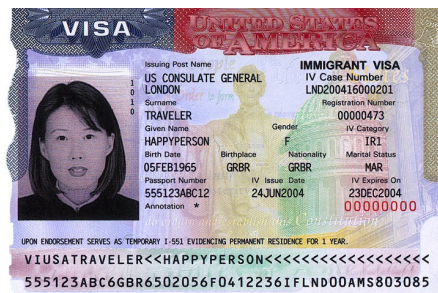 VISA UNITED STATES
OF AMERICA
Issuing Post Name IMMIGRANT VISA
US CONSULATE GENERAL IV Case Number
LONDON LND200416000201
Surname Registration Number
TRAVELER 00000473
Given Name Gender IV Category
HAPPYPERSON F IR1
Birth Date Birthplace Nationality Marital Status
05FEB1965 GRBR GRBR MAR
Passport Number IV Issue Date IV Expires On
555123ABC12 24JUN2004 23DEC2004
Annotation * 00000000
Constitution
UPON ENDORSEMENT SERVES AS TEMPORARY I-551 EVIDENCING PERMANENT RESIDENCE FOR 1 YEAR.
VIUSATRAVELER<<HAPPYPERSON<<<<<<<<<<<<<<<<<<
555123ABC6GBR6502056F0412236IFLND00AMS803085